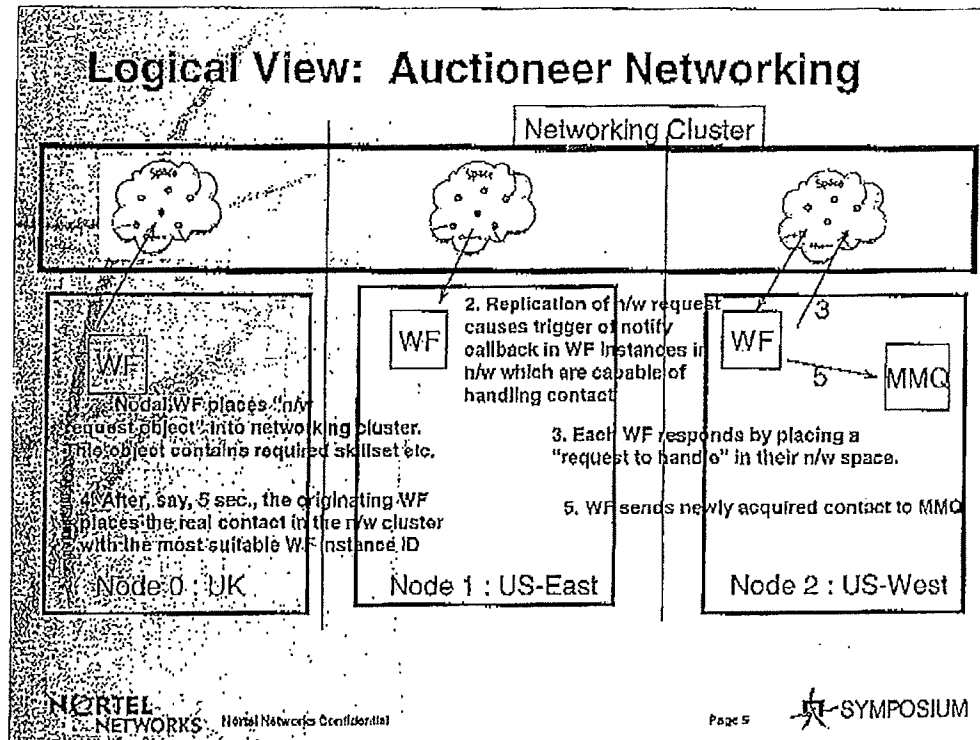 Logical View: Auctioneer Networking
Networking Cluster
Space
Space
Space
WF
WF
WF
MMQ
3
5
Nodal WF places "n/w
request object" into networking cluster.
This object contains required skillset etc.
2. Replication of n/w request
causes trigger of notify
callback in WF instances in
n/w which are capable of
handling contact
3. Each WF responds by placing a
"request to handle" in their n/w space.
4. After, say, 5 sec., the originating WF
places the real contact in the n/w cluster
with the most suitable WF instance ID
5. WF sends newly acquired contact to MMQ
Node 0 : UK
Node 1 : US-East
Node 2 : US-West
NORTEL
NETWORKS
Nortel Networks Confidential
Page 5
SYMPOSIUM